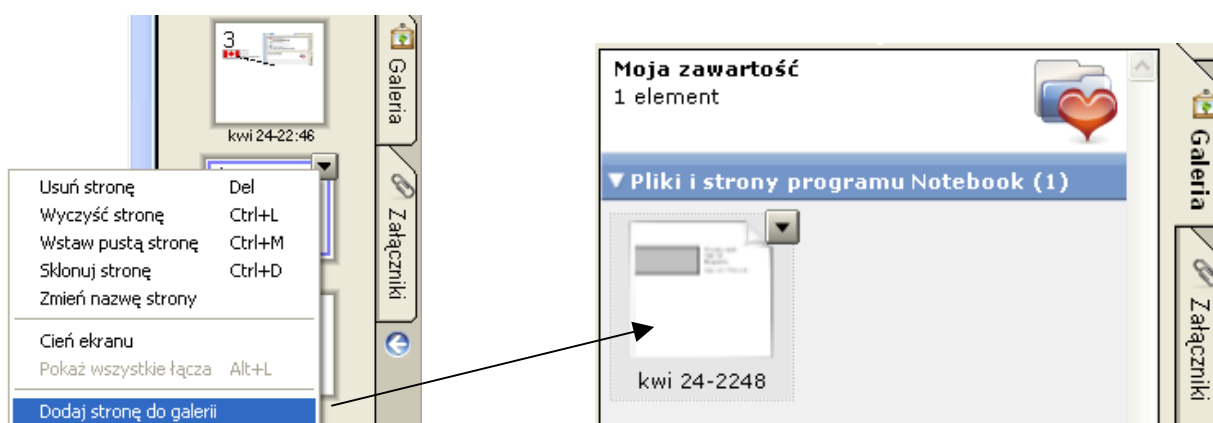 3
kwi 24-22:46
Galeria
Załączniki
Usuń stronę Del
Wyczyść stronę Ctrl+L
Wstaw pustą stronę Ctrl+M
Sklonuj stronę Ctrl+D
Zmień nazwę strony
Cień ekranu
Pokaż wszystkie łącza Alt+L
Dodaj stronę do galerii
Moja zawartość
1 element
Pliki i strony programu Notebook (1)
kwi 24-2248
Galeria
Załączniki